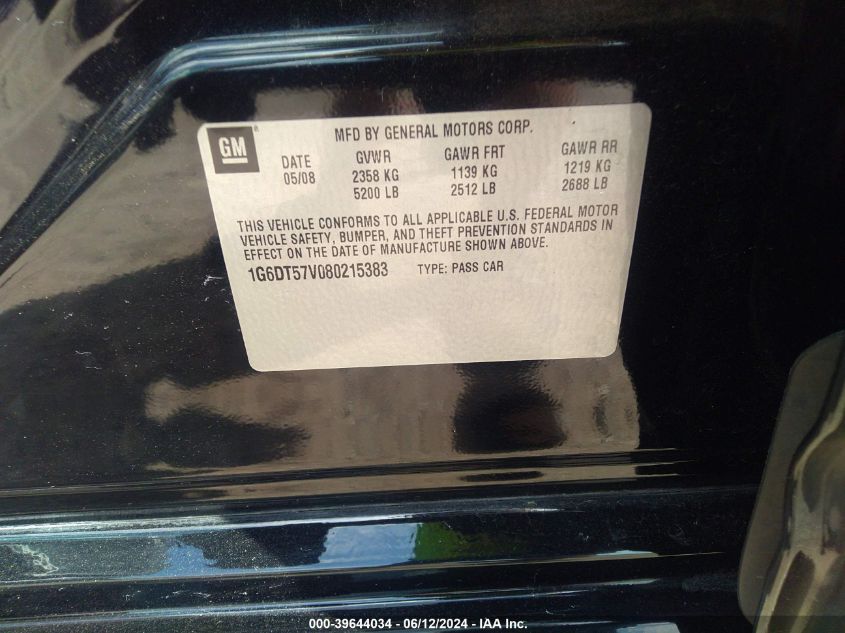 GM
MFD BY GENERAL MOTORS CORP.
DATE GVWR GAWR FRT GAWR RR
05/08 2358 KG 1139 KG 1219 KG
5200 LB 2512 LB 2688 LB
THIS VEHICLE CONFORMS TO ALL APPLICABLE U.S. FEDERAL MOTOR
VEHICLE SAFETY, BUMPER, AND THEFT PREVENTION STANDARDS IN
EFFECT ON THE DATE OF MANUFACTURE SHOWN ABOVE.
1G6DT57V080215383 TYPE: PASS CAR
000-39644034 - 06/12/2024 - IAA Inc.